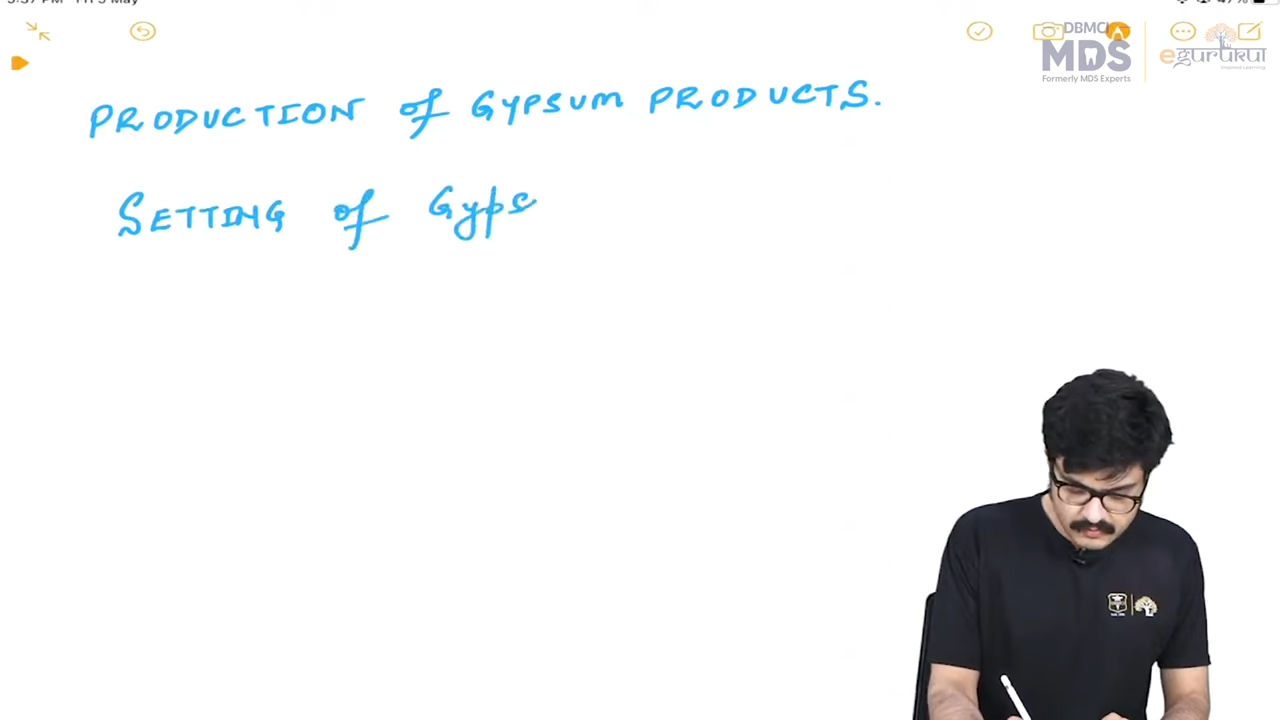 DBMCI
MDS
Formerly MDS Experts
egurukul
PRODUCTION of GYPSUM PRODUCTS.
SETTING of Gyps